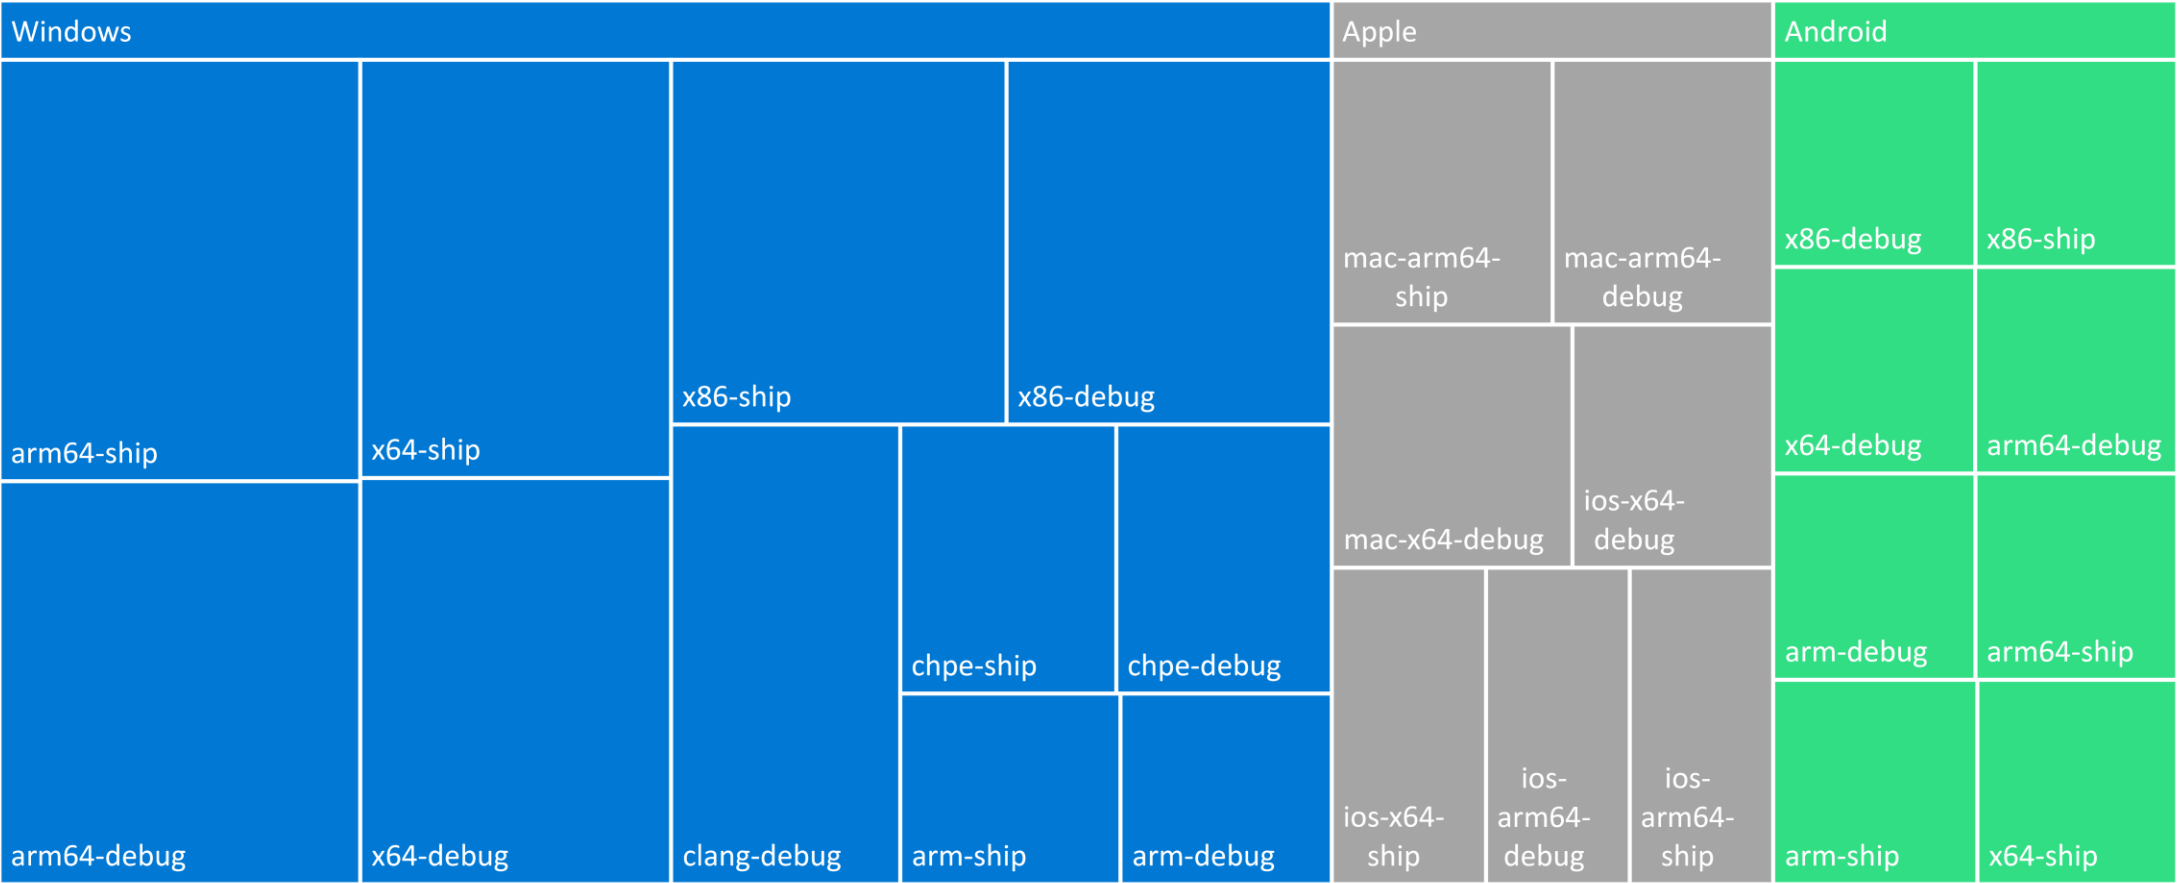 Windows
arm64-ship
x64-ship
x86-ship
x86-debug
arm64-debug
x64-debug
clang-debug
chpe-ship
chpe-debug
arm-ship
arm-debug
Apple
mac-arm64-
ship
mac-arm64-
debug
mac-x64-debug
ios-x64-
debug
ios-x64-
ship
ios-
arm64-
debug
ios-
arm64-
ship
Android
x86-debug
x86-ship
x64-debug
arm64-debug
arm-debug
arm64-ship
arm-ship
x64-ship